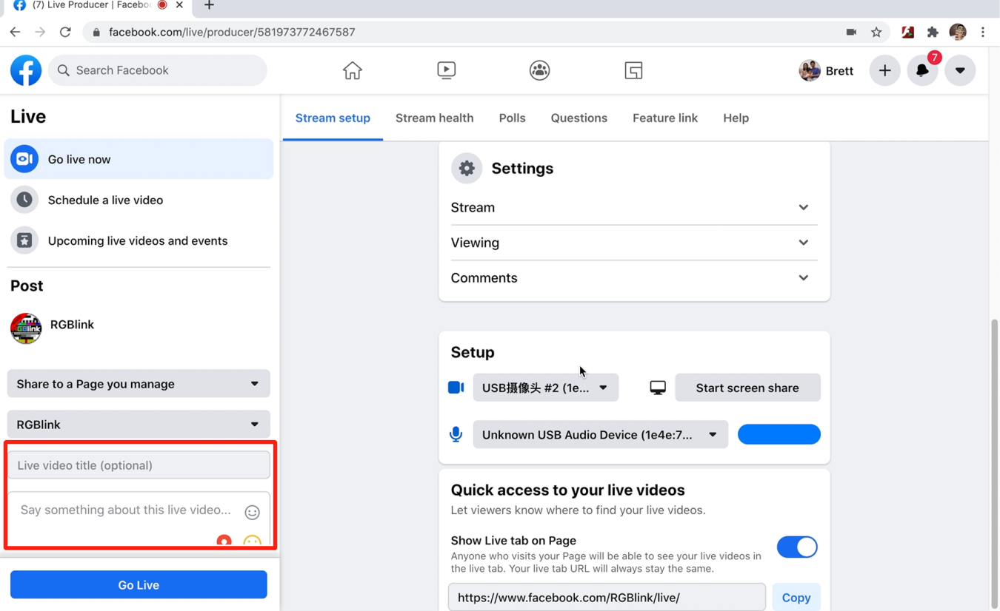 (7) Live Producer | Facebo
facebook.com/live/producer/581973772467587
Search Facebook
Brett
7
Live
Go live now
Schedule a live video
Upcoming live videos and events
Post
RGBlink
Share to a Page you manage
RGBlink
Live video title (optional)
Say something about this live video...
Go Live
Stream setup
Stream health
Polls
Questions
Feature link
Help
Settings
Stream
Viewing
Comments
Setup
USB摄像头 #2 (1e...
Start screen share
Unknown USB Audio Device (1e4e:7...
Quick access to your live videos
Let viewers know where to find your live videos.
Show Live tab on Page
Anyone who visits your Page will be able to see your live videos in
the live tab. Your live tab URL will always stay the same.
https://www.facebook.com/RGBlink/live/
Copy